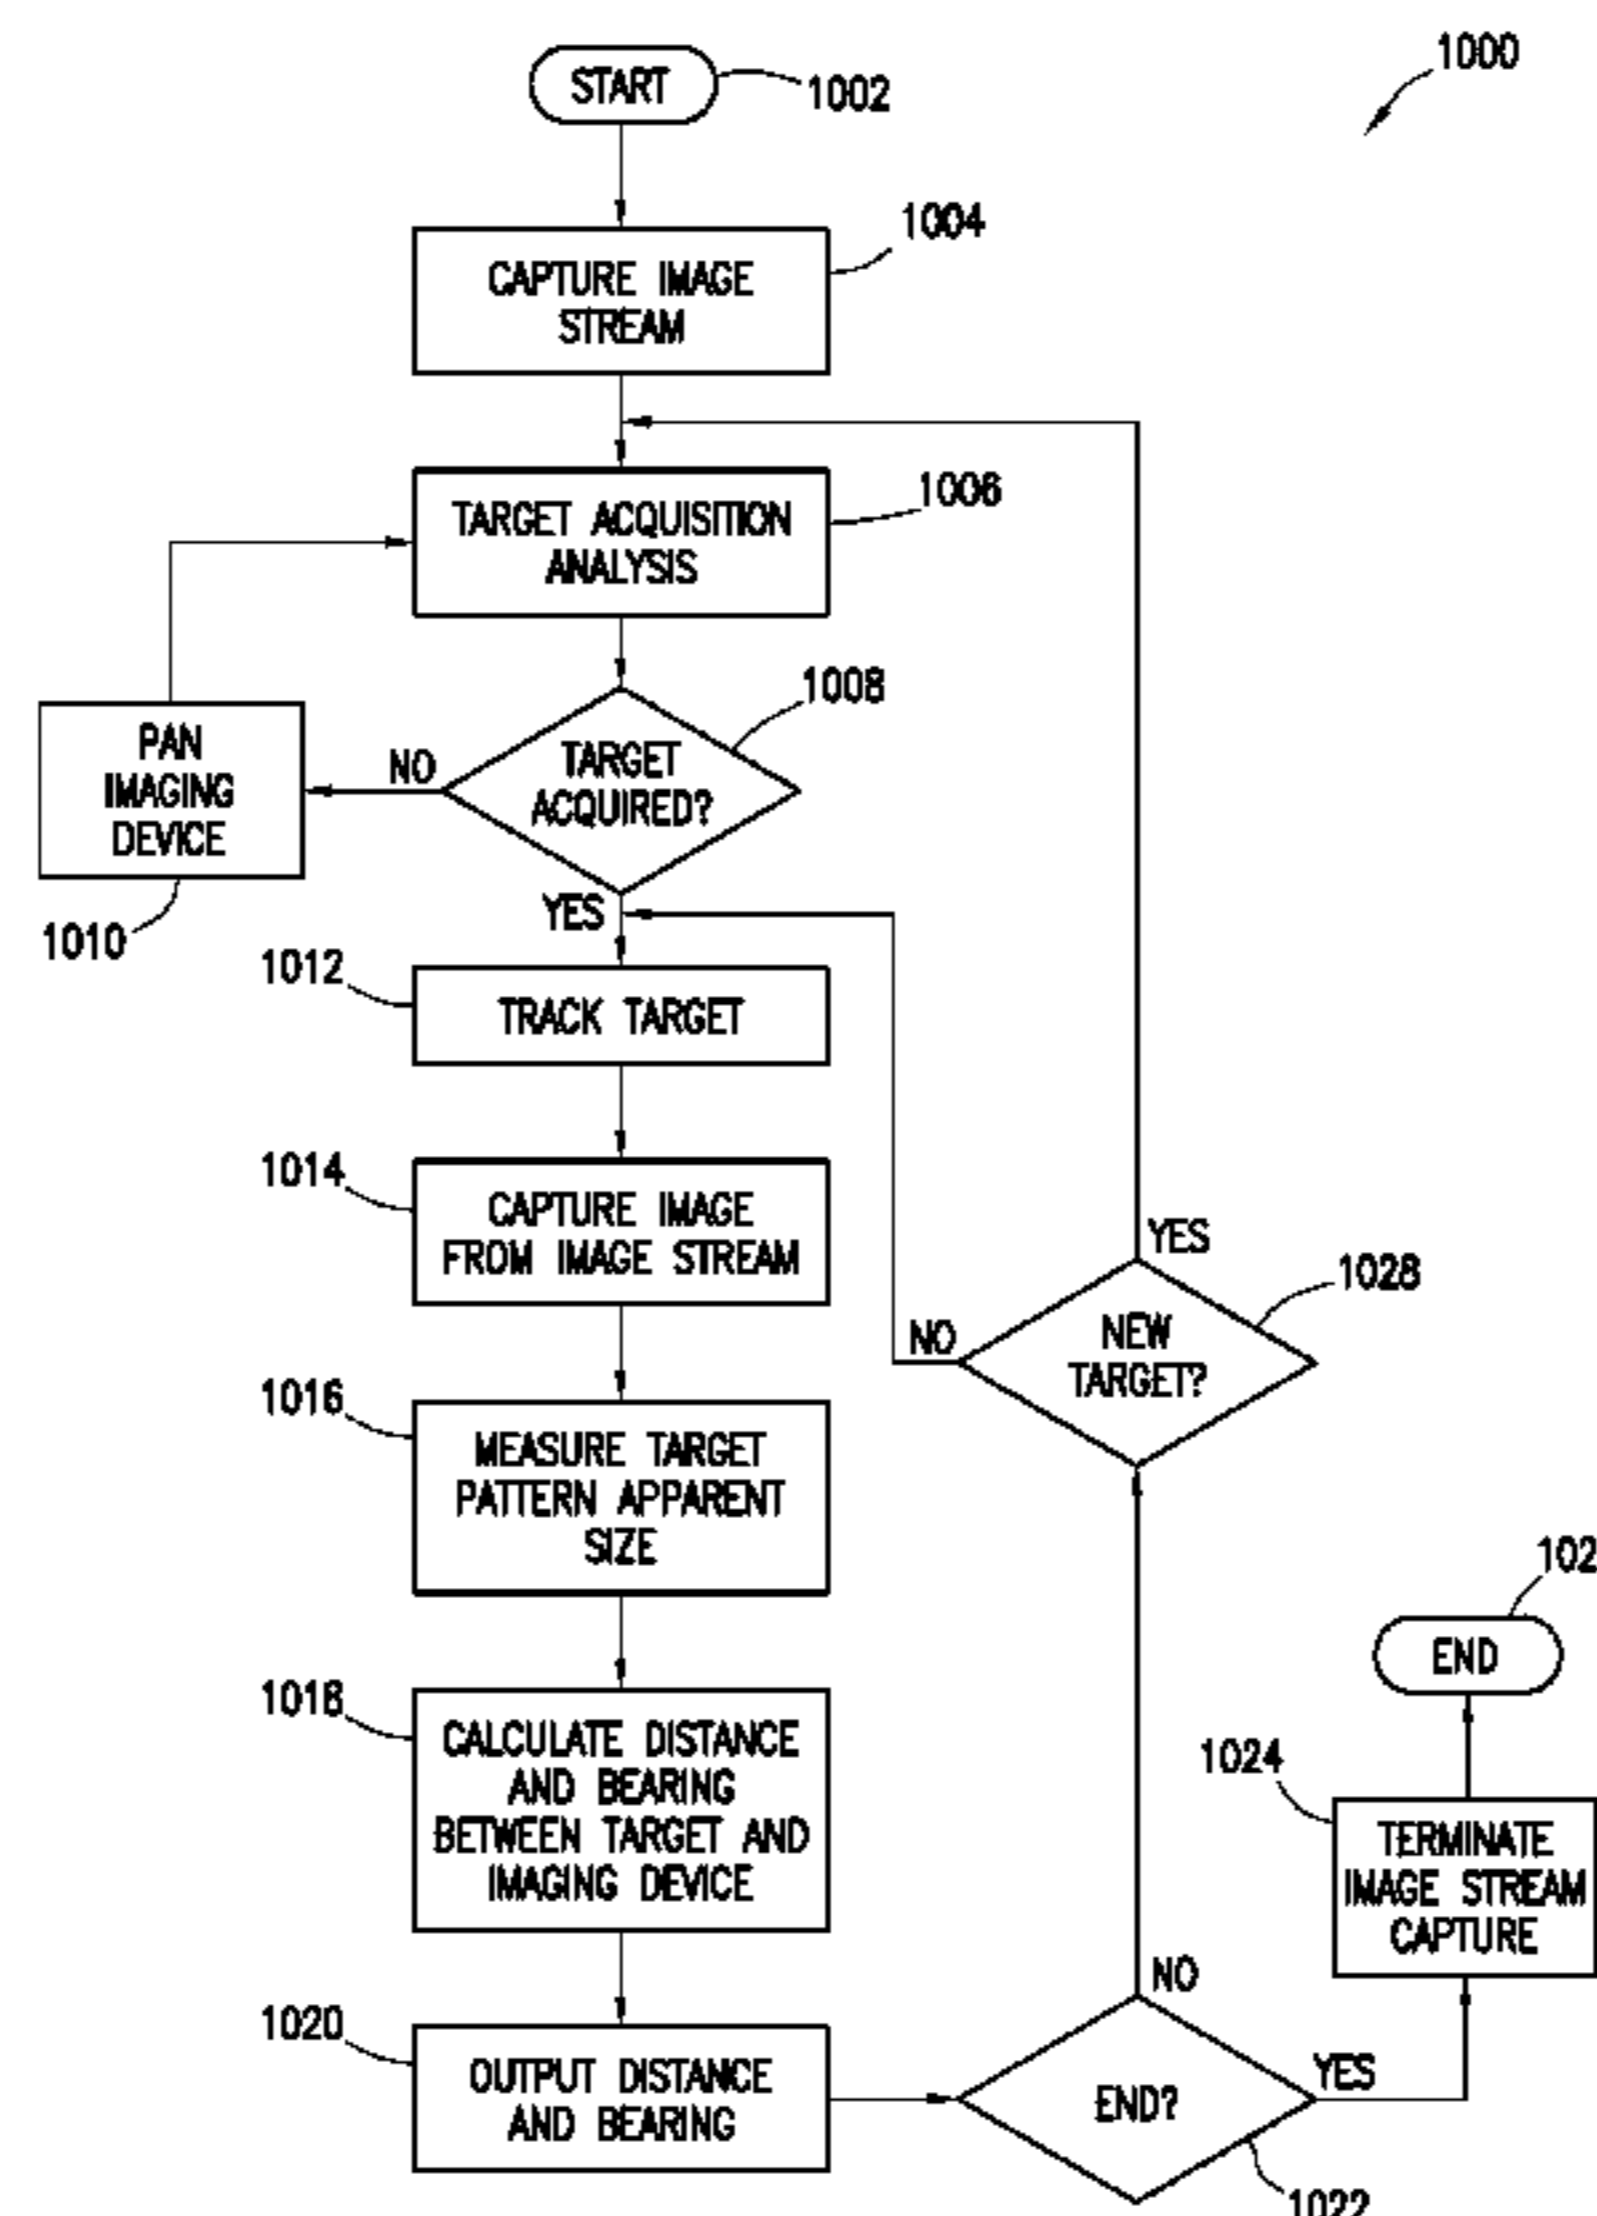 1000
START
1002
1004
CAPTURE IMAGE
STREAM
1006
TARGET ACQUISITION
ANALYSIS
1008
TARGET
ACQUIRED?
NO
PAN
IMAGING
DEVICE
1010
YES
1012
TRACK TARGET
1014
CAPTURE IMAGE
FROM IMAGE STREAM
YES
1028
NEW
TARGET?
NO
1016
MEASURE TARGET
PATTERN APPARENT
SIZE
102
END
1018
CALCULATE DISTANCE
AND BEARING
BETWEEN TARGET AND
IMAGING DEVICE
1024
TERMINATE
IMAGE STREAM
CAPTURE
NO
1020
OUTPUT DISTANCE
AND BEARING
END?
YES
1022